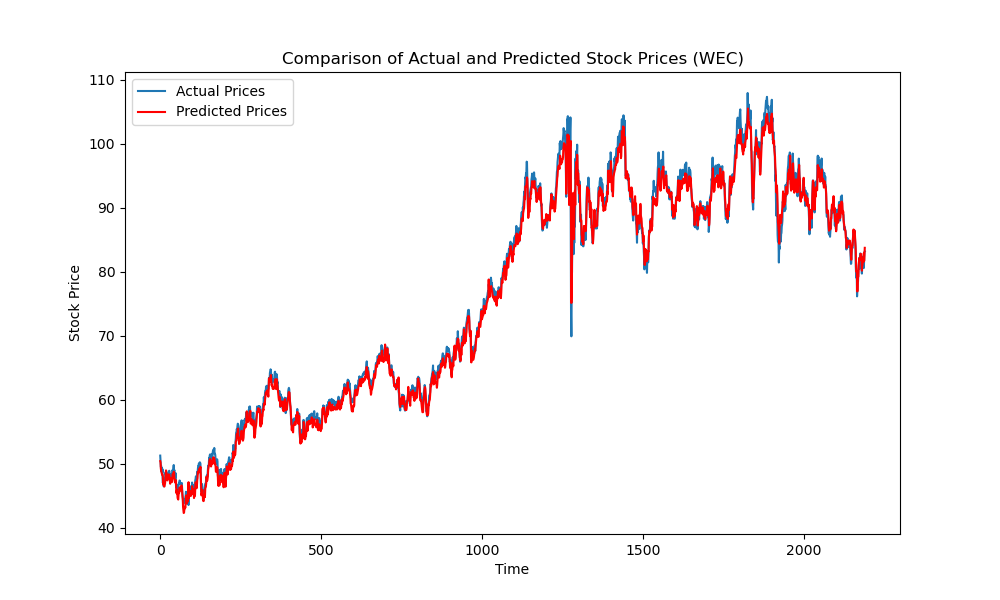 Comparison of Actual and Predicted Stock Prices (WEC)
Actual Prices
Predicted Prices
110
100
90
80
70
60
50
40
Stock Price
0
500
1000
1500
2000
Time